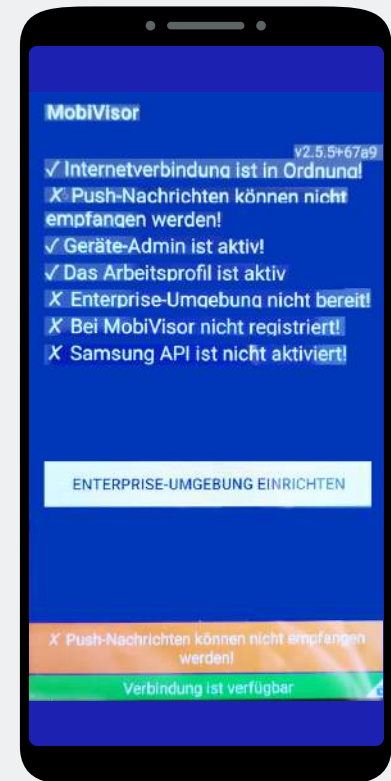 MobiVisor
v2.5.5+67a9
✓ Internetverbindung ist in Ordnung!
X Push-Nachrichten können nicht
empfangen werden!
✓ Geräte-Admin ist aktiv!
✓ Das Arbeitsprofil ist aktiv
X Enterprise-Umgebung nicht bereit!
X Bei MobiVisor nicht registriert!
X Samsung API ist nicht aktiviert!
ENTERPRISE-UMGEBUNG EINRICHTEN
X Push-Nachrichten können nicht empfangen
werden!
Verbindung ist verfügbar